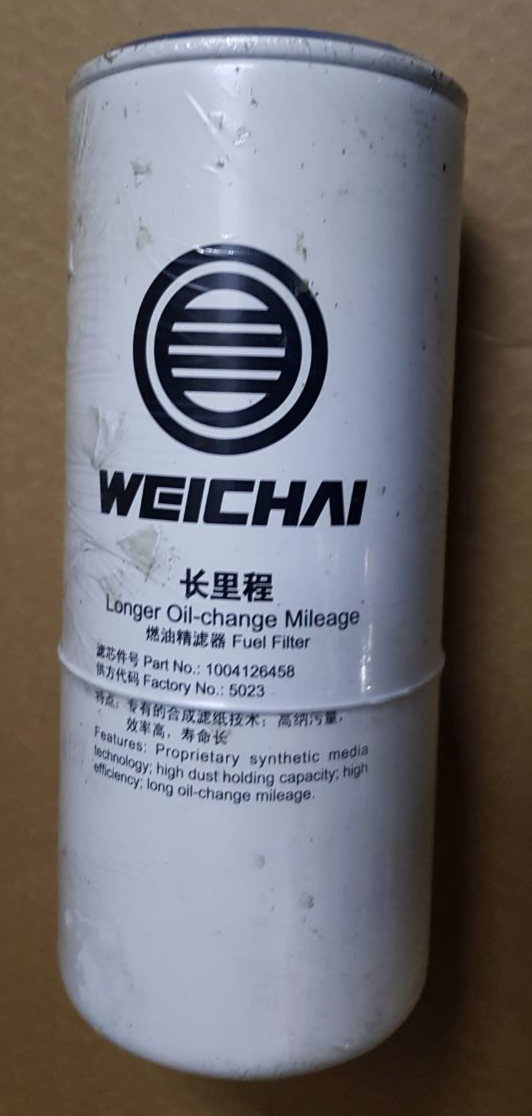 WEICHAI
长里程
Longer Oil-change Mileage
燃油精滤器 Fuel Filter
滤芯件号 Part No.: 1004126458
供方代码 Factory No.: 5023
特点：专有的合成滤纸技术；高纳污量，
效率高，寿命长
Features: Proprietary synthetic media
technology; high dust holding capacity; high
efficiency; long oil-change mileage.